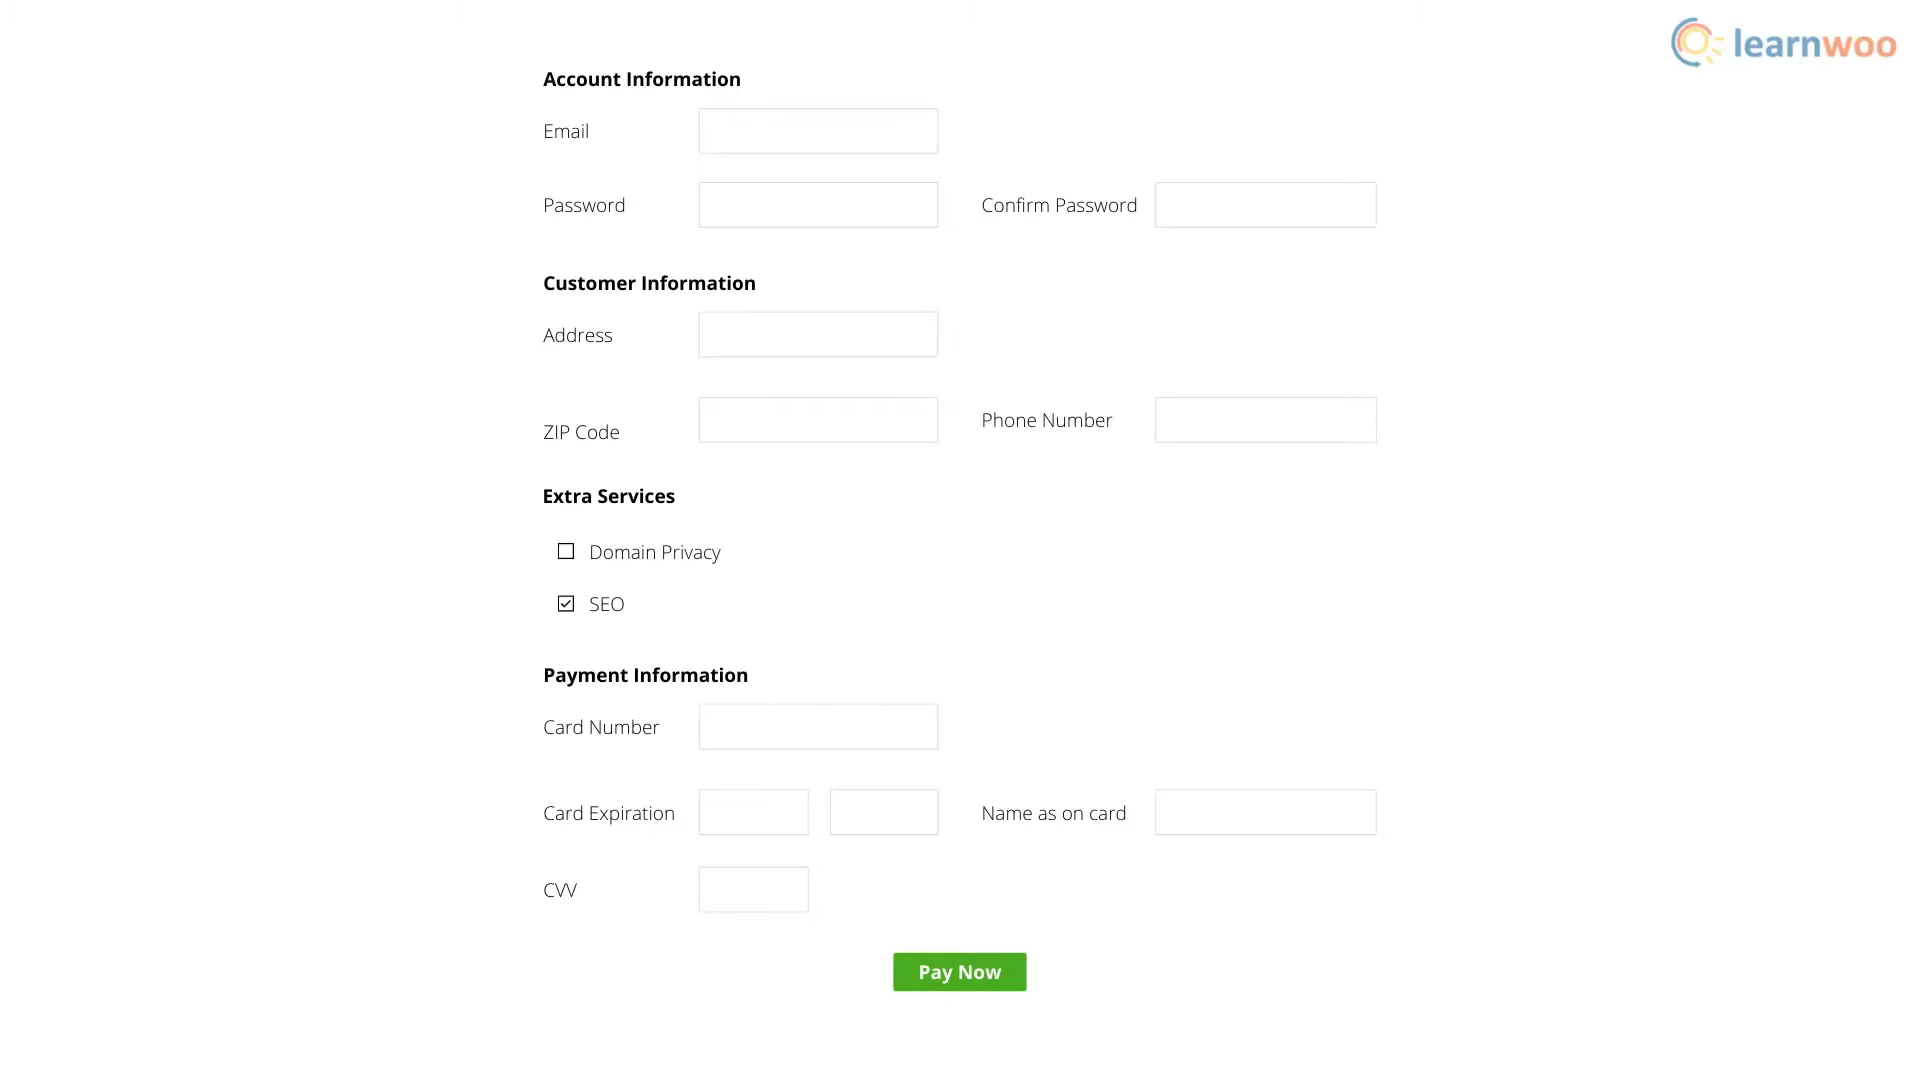 learnwoo
Account Information
Email
Password
Confirm Password
Customer Information
Address
ZIP Code
Phone Number
Extra Services
Domain Privacy
SEO
Payment Information
Card Number
Card Expiration
Name as on card
CVV
Pay Now